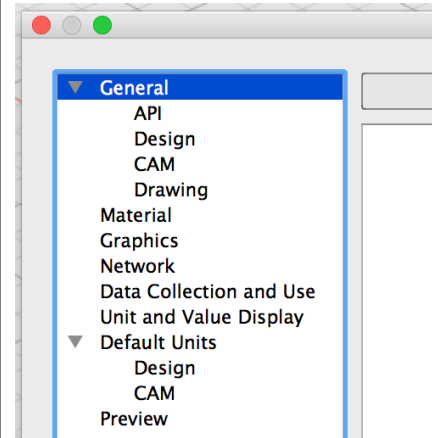 General
API
Design
CAM
Drawing
Material
Graphics
Network
Data Collection and Use
Unit and Value Display
Default Units
Design
CAM
Preview